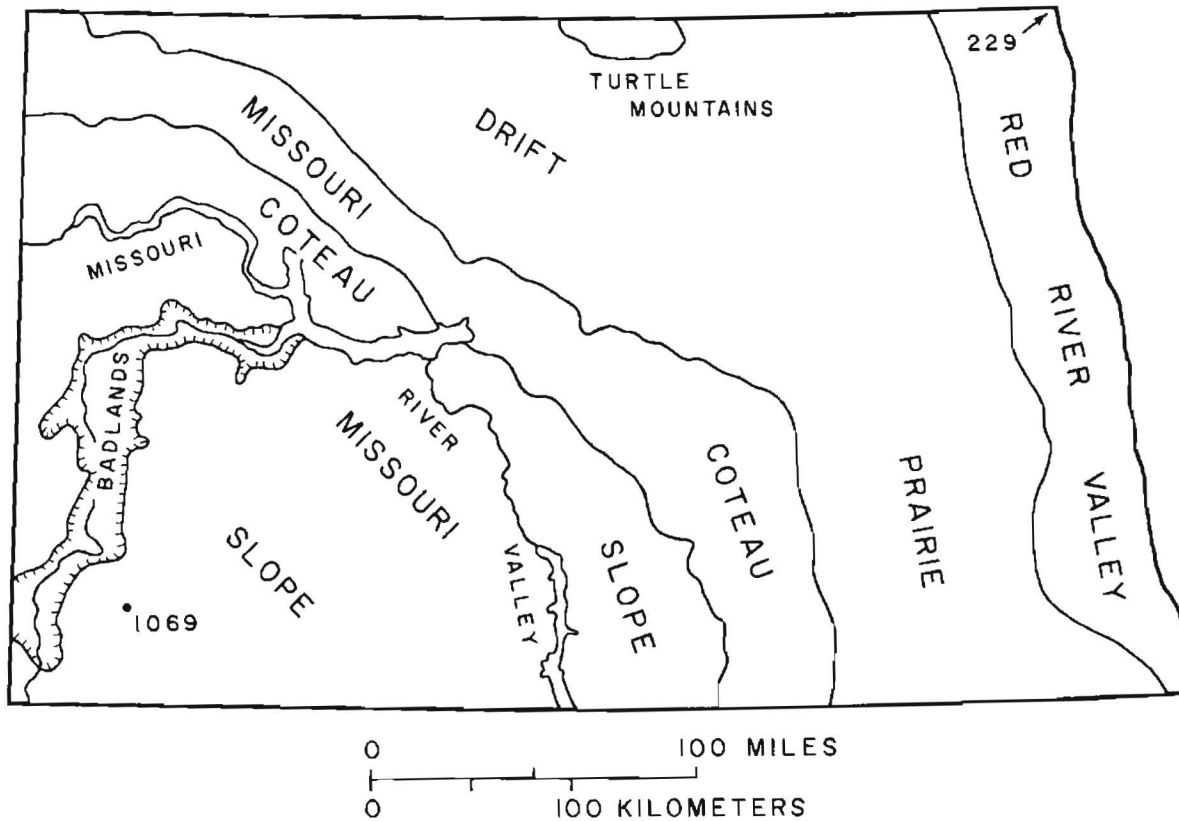 229
TURTLE
MOUNTAINS
DRIFT
PRAIRIE
RED
RIVER
VALLEY
MISSOURI
COTEAU
COTEAU
MISSOURI
RIVER
VALLEY
BADLANDS
MISSOURI
SLOPE
SLOPE
1069
0 100 MILES
0 100 KILOMETERS